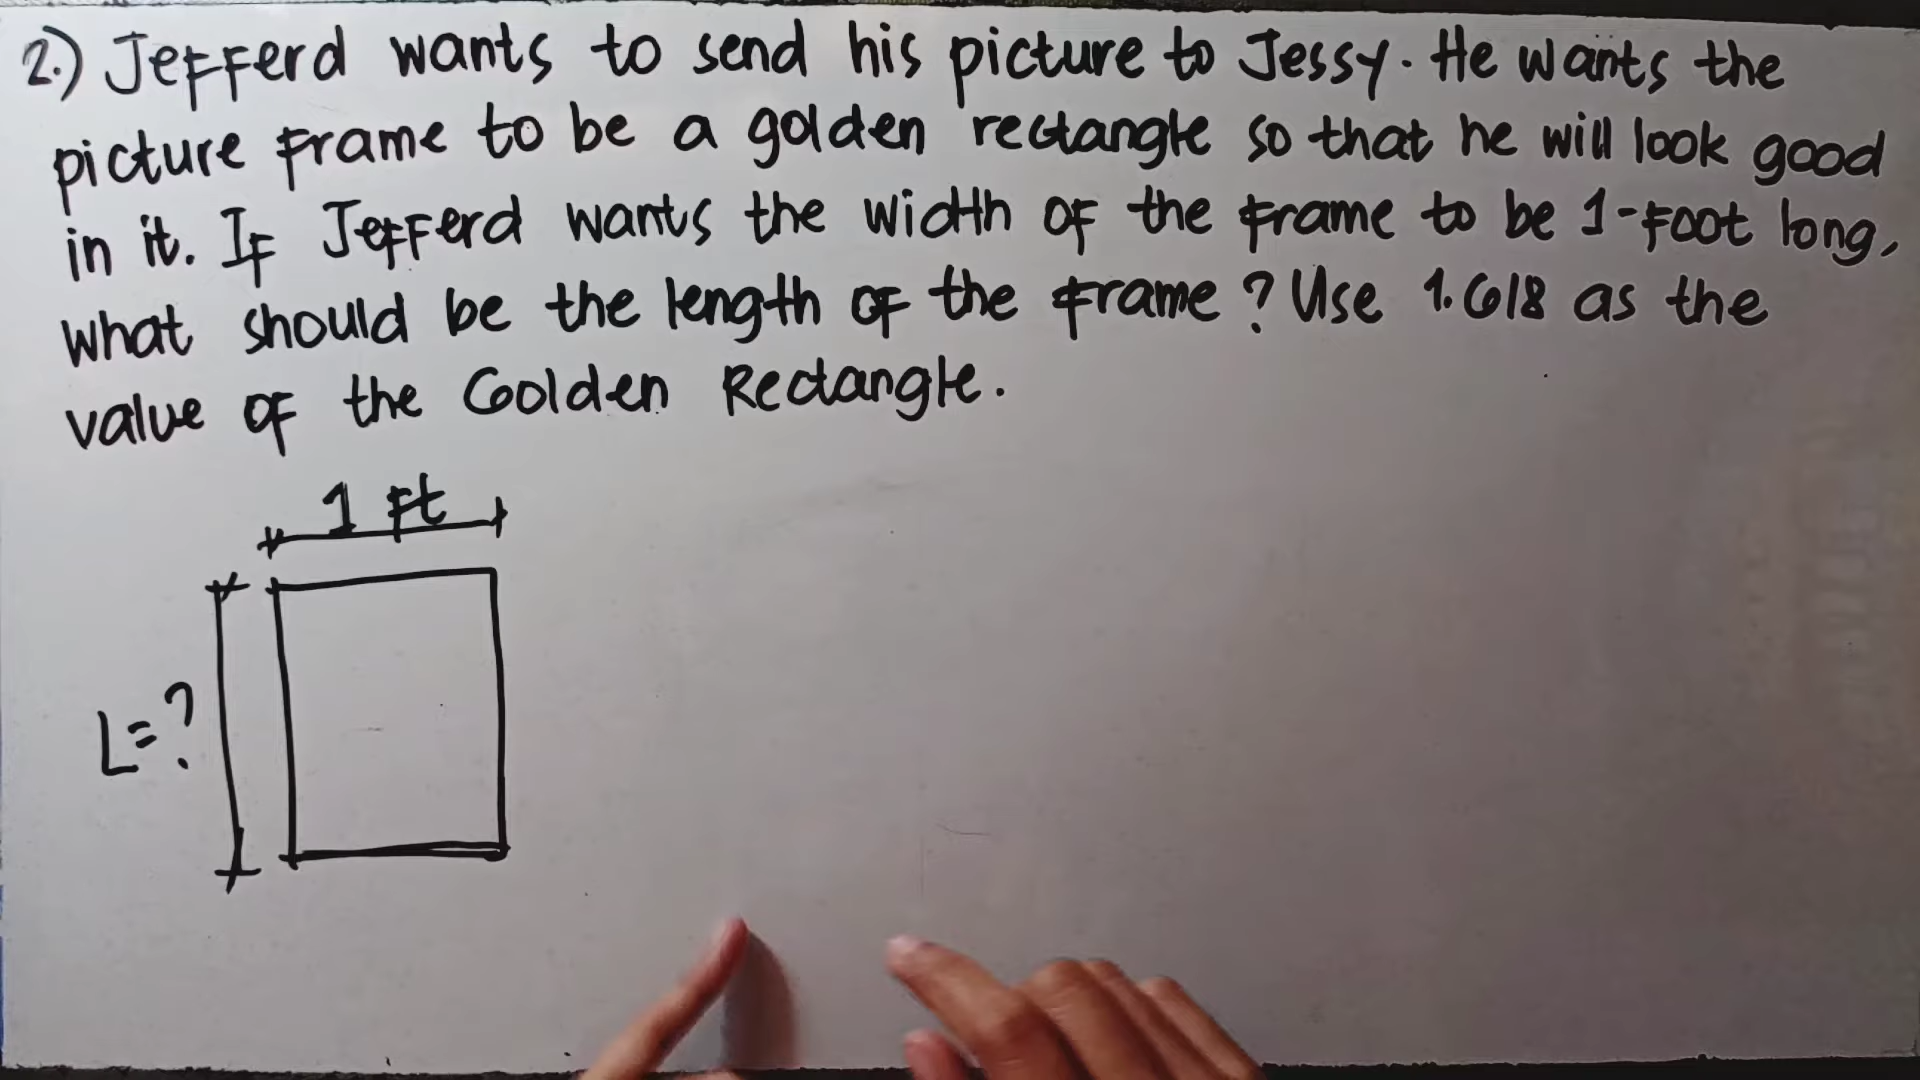 2.) Jefferd wants to send his picture to Jessy. He wants the
picture frame to be a golden rectangle so that he will look good
in it. If Jefferd wants the width of the frame to be 1-foot long,
what should be the length of the frame? Use 1.618 as the
value of the Golden Rectangle.
1 ft
L=?